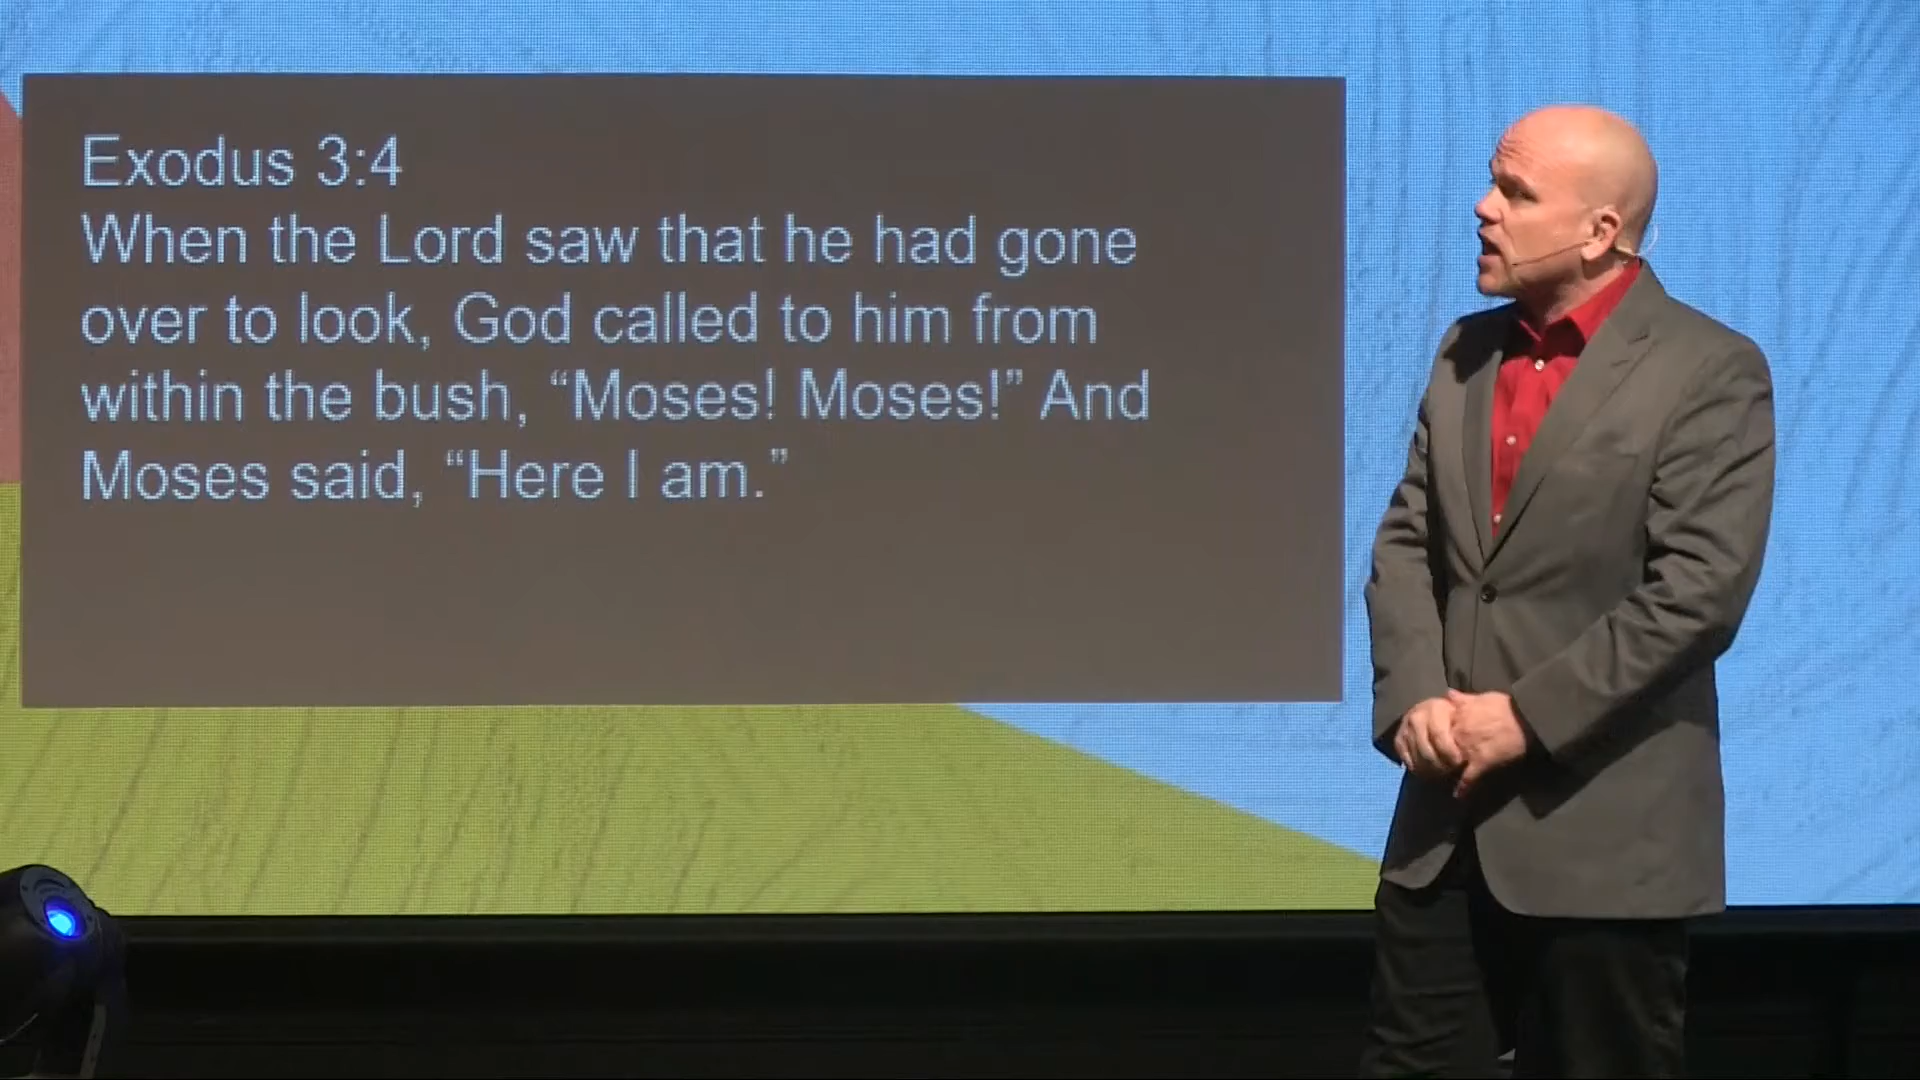 Exodus 3:4
When the Lord saw that he had gone
over to look, God called to him from
within the bush, “Moses! Moses!” And
Moses said, “Here I am.”